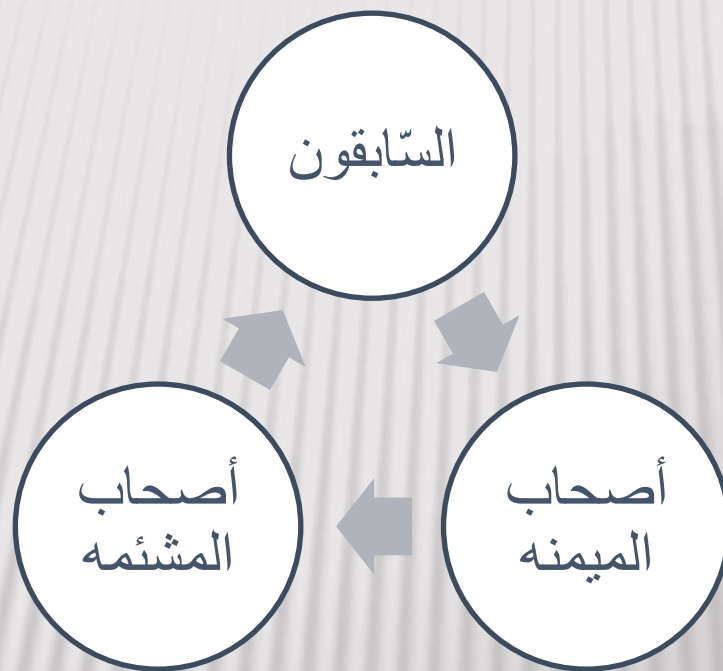 السّابقون
أصحاب
الميمنه
أصحاب
المشئمه